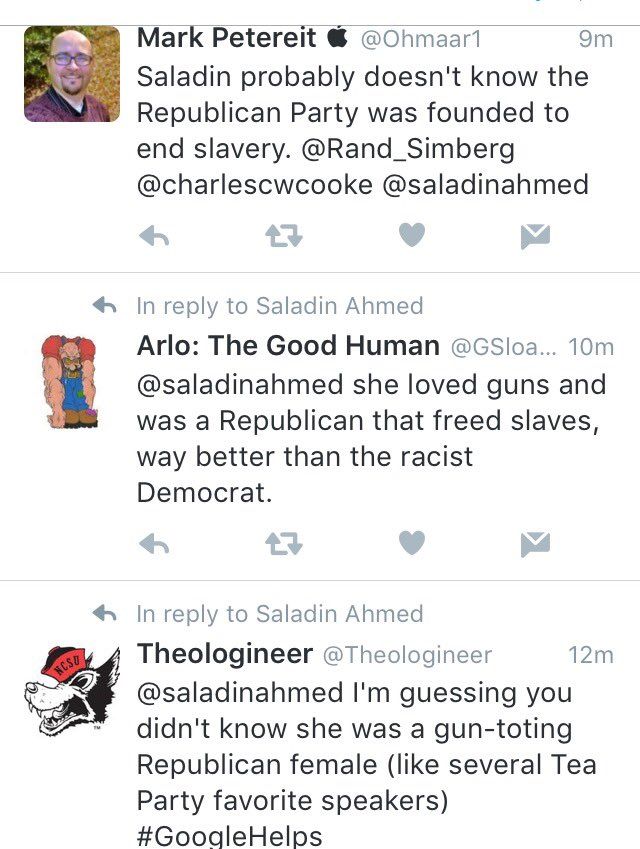 Mark Petereit  @Ohmaar1 9m
Saladin probably doesn't know the
Republican Party was founded to
end slavery. @Rand_Simberg
@charlescwcooke @saladinahmed
In reply to Saladin Ahmed
Arlo: The Good Human @GSloa... 10m
@saladinahmed she loved guns and
was a Republican that freed slaves,
way better than the racist
Democrat.
In reply to Saladin Ahmed
Theologineer @Theologineer 12m
NCSU
TM
@saladinahmed I'm guessing you
didn't know she was a gun-toting
Republican female (like several Tea
Party favorite speakers)
#GoogleHelps